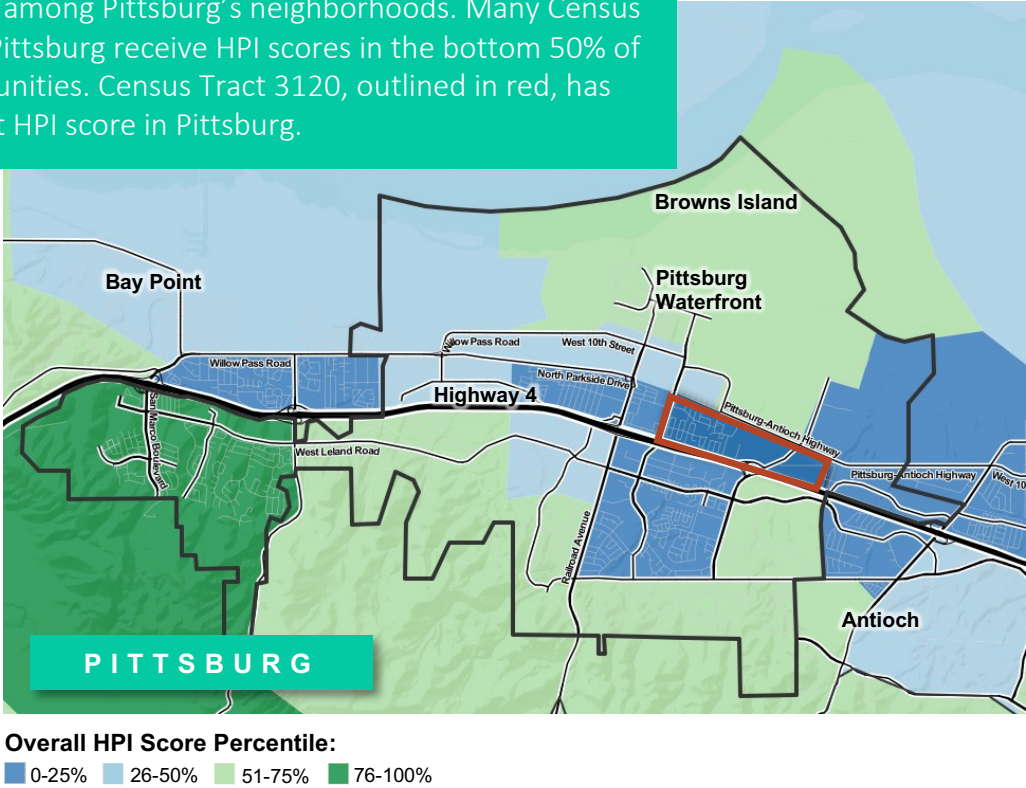 among Pittsburg's neighborhoods. Many Census
Pittsburg receive HPI scores in the bottom 50% of
unities. Census Tract 3120, outlined in red, has
t HPI score in Pittsburg.
Browns Island
Bay Point
Pittsburg
Waterfront
Willow Pass Road
West 10th Street
Willow Pass Road
North Parkside Drive
Highway 4
San Marco Boulevard
Pittsburg-Antioch Highway
West Leland Road
Pittsburg-Antioch Highway
West 10
Railroad Avenue
Antioch
PITTSBURG
Overall HPI Score Percentile:
0-25% 26-50% 51-75% 76-100%